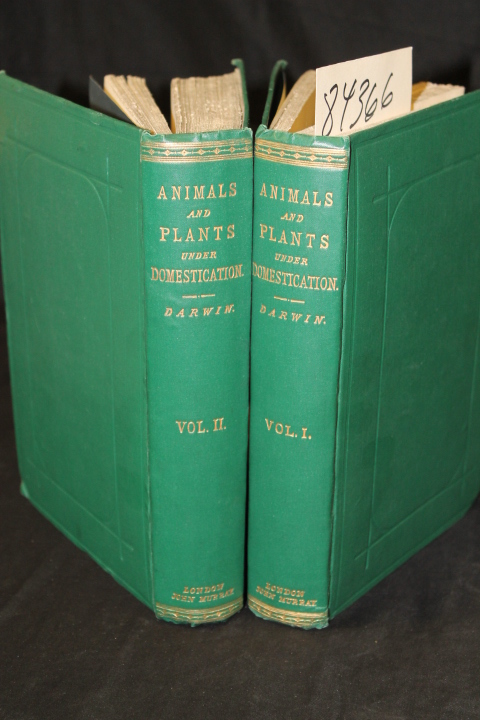 84366
ANIMALS
AND
PLANTS
UNDER
DOMESTICATION.
DARWIN.
VOL. II.
LONDON
JOHN MURRAY
ANIMALS
AND
PLANTS
UNDER
DOMESTICATION.
DARWIN.
VOL. I.
LONDON
JOHN MURRAY